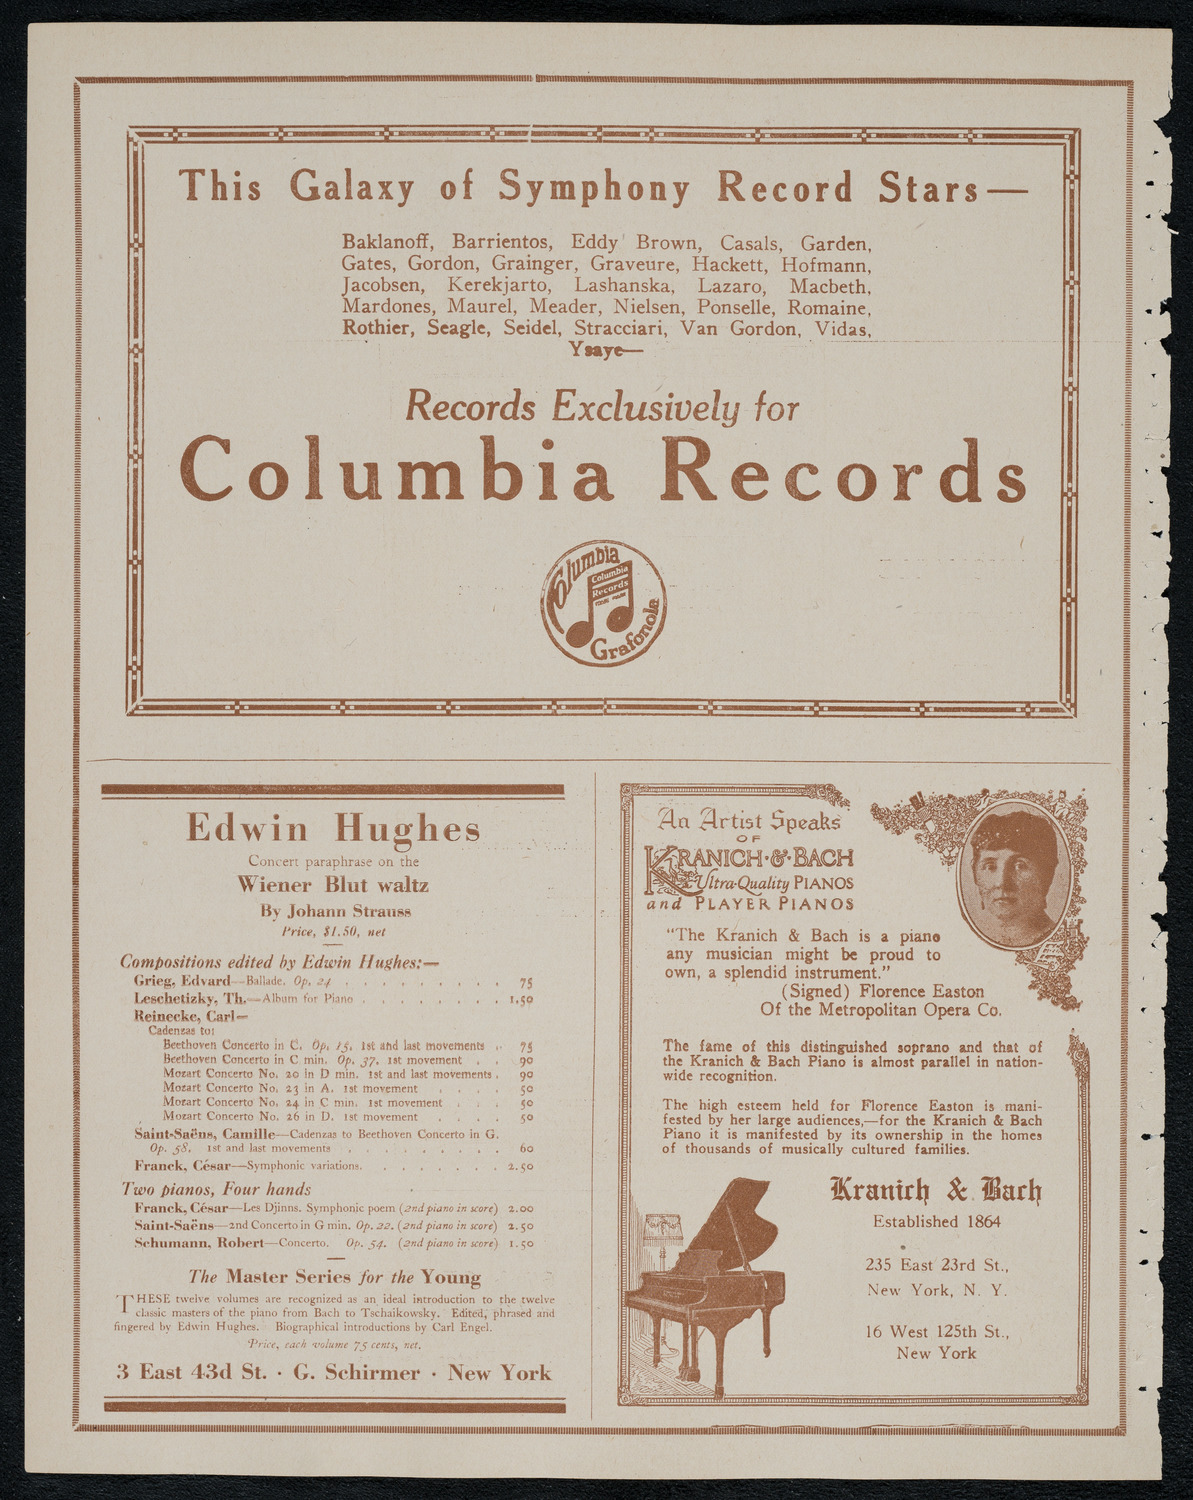 This Galaxy of Symphony Record Stars—
Baklanoff, Barrientos, Eddy Brown, Casals, Garden,
Gates, Gordon, Grainger, Graveure, Hackett, Hofmann,
Jacobsen, Kerekjarto, Lashanska, Lazaro, Macbeth,
Mardones, Maurel, Meader, Nielsen, Ponselle, Romaine,
Rothier, Seagle, Seidel, Stracciari, Van Gordon, Vidas,
Ysaye—
Records Exclusively for
Columbia Records
Columbia
Columbia
Records
Grafonola
Edwin Hughes
Concert paraphrase on the
Wiener Blut waltz
By Johann Strauss
Price, $1.50, net
Compositions edited by Edwin Hughes:—
Grieg, Edvard—Ballade. Op. 24 . . . . . . . . 75
Leschetizky, Th.—Album for Piano . . . . . . . 1.50
Reinecke, Carl—
Cadenzas to:
Beethoven Concerto in C. Op. 15. 1st and last movements . . 75
Beethoven Concerto in C min. Op. 37. 1st movement . . 90
Mozart Concerto No. 20 in D min. 1st and last movements . 90
Mozart Concerto No. 23 in A. 1st movement . . . . 50
Mozart Concerto No. 24 in C min. 1st movement . . . 50
Mozart Concerto No. 26 in D. 1st movement . . . . 50
Saint-Saëns, Camille—Cadenzas to Beethoven Concerto in G.
Op. 58. 1st and last movements . . . . . . . . . 60
Franck, César—Symphonic variations. . . . . . . . 2.50
Two pianos, Four hands
Franck, César—Les Djinns. Symphonic poem (2nd piano in score) 2.00
Saint-Saëns—2nd Concerto in G min. Op. 22. (2nd piano in score) 2.50
Schumann, Robert—Concerto. Op. 54. (2nd piano in score) 1.50
The Master Series for the Young
THESE twelve volumes are recognized as an ideal introduction to the twelve
classic masters of the piano from Bach to Tschaikowsky. Edited, phrased and
fingered by Edwin Hughes. Biographical introductions by Carl Engel.
Price, each volume 75 cents, net.
3 East 43d St. · G. Schirmer · New York
An Artist Speaks
OF
KRANICH·&·BACH
Ultra-Quality PIANOS
and PLAYER PIANOS
"The Kranich & Bach is a piano
any musician might be proud to
own, a splendid instrument."
(Signed) Florence Easton
Of the Metropolitan Opera Co.
The fame of this distinguished soprano and that of
the Kranich & Bach Piano is almost parallel in nation-
wide recognition.
The high esteem held for Florence Easton is mani-
fested by her large audiences,—for the Kranich & Bach
Piano it is manifested by its ownership in the homes
of thousands of musically cultured families.
Kranich & Bach
Established 1864
235 East 23rd St.,
New York, N. Y.
16 West 125th St.,
New York